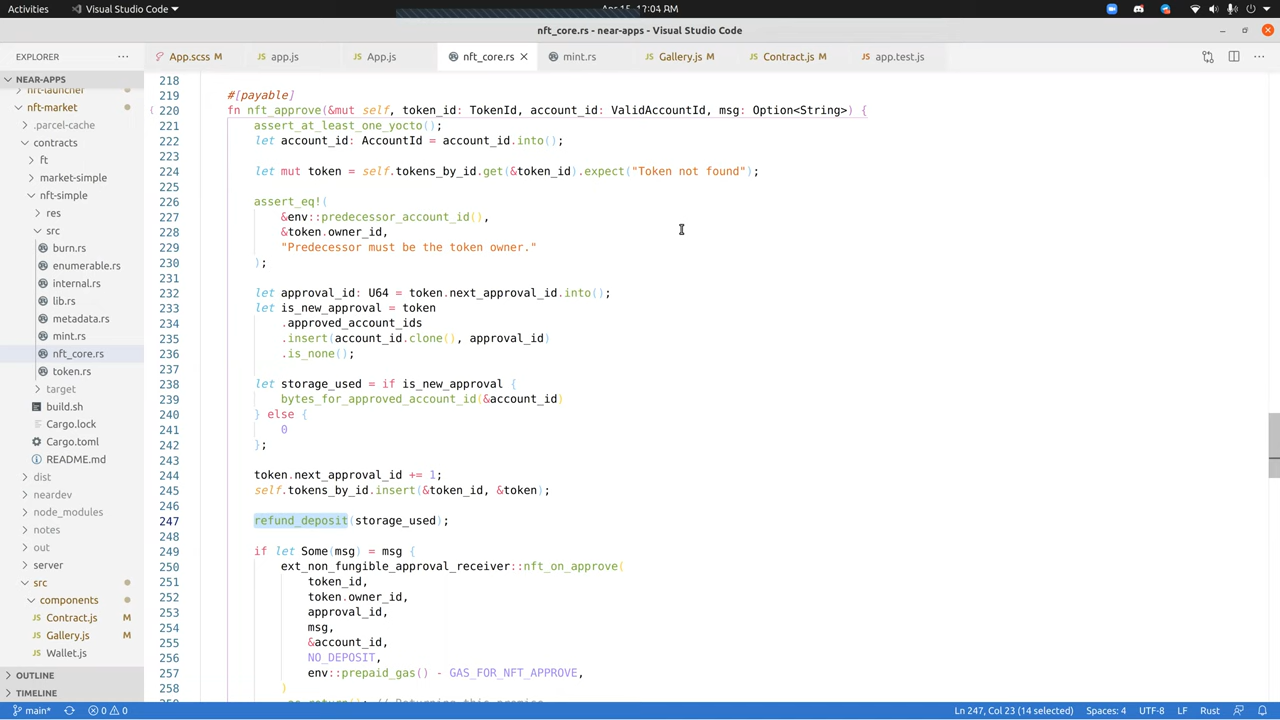 Activities
Visual Studio Code
Apr 15, 17:04 PM
nft_core.rs - near-apps - Visual Studio Code
EXPLORER
App.scss M
app.js
App.js
nft_core.rs
mint.rs
Gallery.js M
Contract.js M
app.test.js
NEAR-APPS
nft-launcher
nft-market
.parcel-cache
contracts
ft
market-simple
nft-simple
res
src
burn.rs
enumerable.rs
internal.rs
lib.rs
metadata.rs
mint.rs
nft_core.rs
token.rs
target
build.sh
Cargo.lock
Cargo.toml
README.md
dist
neardev
node_modules
notes
out
server
src
components
Contract.js M
Gallery.js M
Wallet.js
OUTLINE
TIMELINE
218
219 #[payable]
220 fn nft_approve(&mut self, token_id: TokenId, account_id: ValidAccountId, msg: Option<String>) {
221 assert_at_least_one_yocto();
222 let account_id: AccountId = account_id.into();
223
224 let mut token = self.tokens_by_id.get(&token_id).expect("Token not found");
225
226 assert_eq!(
227 &env::predecessor_account_id(),
228 &token.owner_id,
229 "Predecessor must be the token owner."
230 );
231
232 let approval_id: U64 = token.next_approval_id.into();
233 let is_new_approval = token
234 .approved_account_ids
235 .insert(account_id.clone(), approval_id)
236 .is_none();
237
238 let storage_used = if is_new_approval {
239 bytes_for_approved_account_id(&account_id)
240 } else {
241 0
242 };
243
244 token.next_approval_id += 1;
245 self.tokens_by_id.insert(&token_id, &token);
246
247 refund_deposit(storage_used);
248
249 if let Some(msg) = msg {
250 ext_non_fungible_approval_receiver::nft_on_approve(
251 token_id,
252 token.owner_id,
253 approval_id,
254 msg,
255 &account_id,
256 NO_DEPOSIT,
257 env::prepaid_gas() - GAS_FOR_NFT_APPROVE,
258 )
main*
0
0
Ln 247, Col 23 (14 selected)
Spaces: 4
UTF-8
LF
Rust